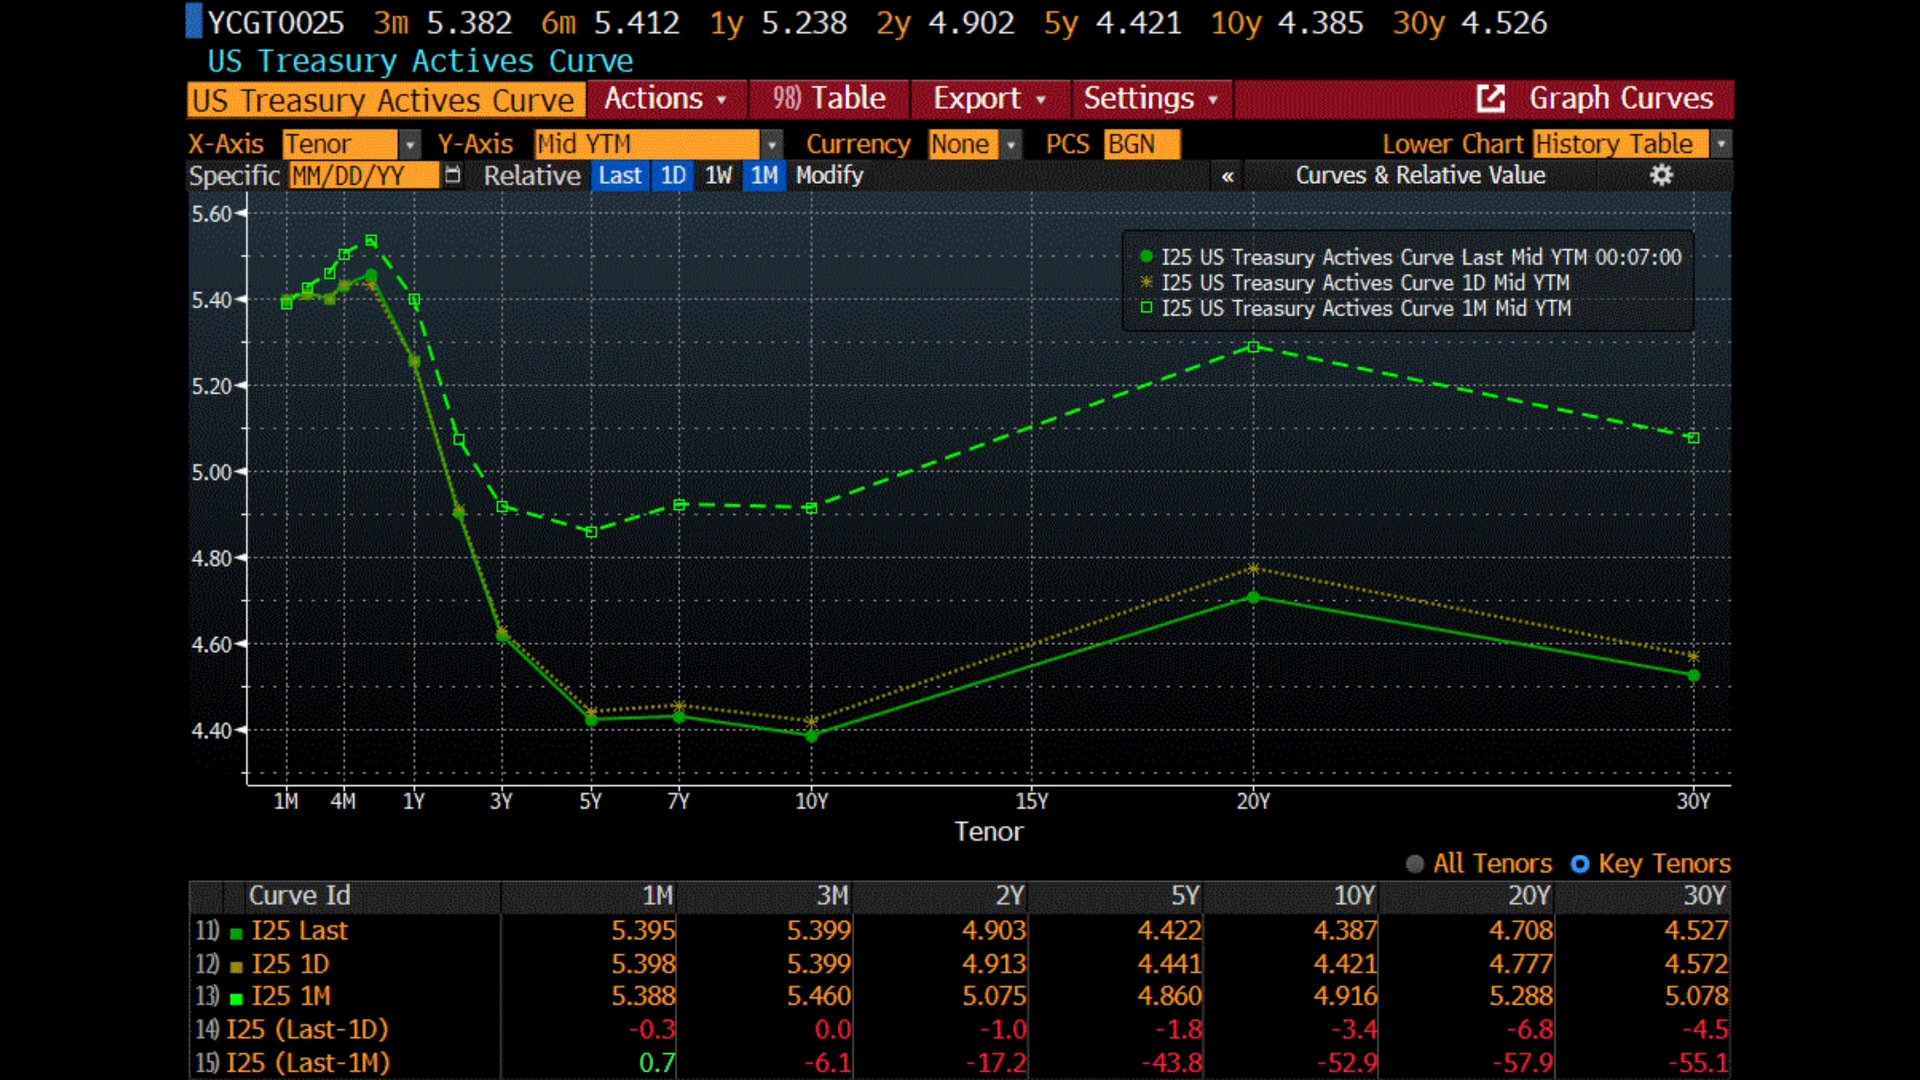 YCGT0025 3m 5.382 6m 5.412 1y 5.238 2y 4.902 5y 4.421 10y 4.385 30y 4.526
US Treasury Actives Curve
US Treasury Actives Curve Actions 98) Table Export Settings Graph Curves
X-Axis Tenor Y-Axis Mid YTM Currency None PCS BGN Lower Chart History Table
Specific MM/DD/YY Relative Last 1D 1W 1M Modify « Curves & Relative Value
5.60
5.40
5.20
5.00
4.80
4.60
4.40
I25 US Treasury Actives Curve Last Mid YTM 00:07:00
I25 US Treasury Actives Curve 1D Mid YTM
I25 US Treasury Actives Curve 1M Mid YTM
1M 4M 1Y 3Y 5Y 7Y 10Y 15Y 20Y 30Y
Tenor
All Tenors Key Tenors
Curve Id 1M 3M 2Y 5Y 10Y 20Y 30Y
11) I25 Last 5.395 5.399 4.903 4.422 4.387 4.708 4.527
12) I25 1D 5.398 5.399 4.913 4.441 4.421 4.777 4.572
13) I25 1M 5.388 5.460 5.075 4.860 4.916 5.288 5.078
14) I25 (Last-1D) -0.3 0.0 -1.0 -1.8 -3.4 -6.8 -4.5
15) I25 (Last-1M) 0.7 -6.1 -17.2 -43.8 -52.9 -57.9 -55.1